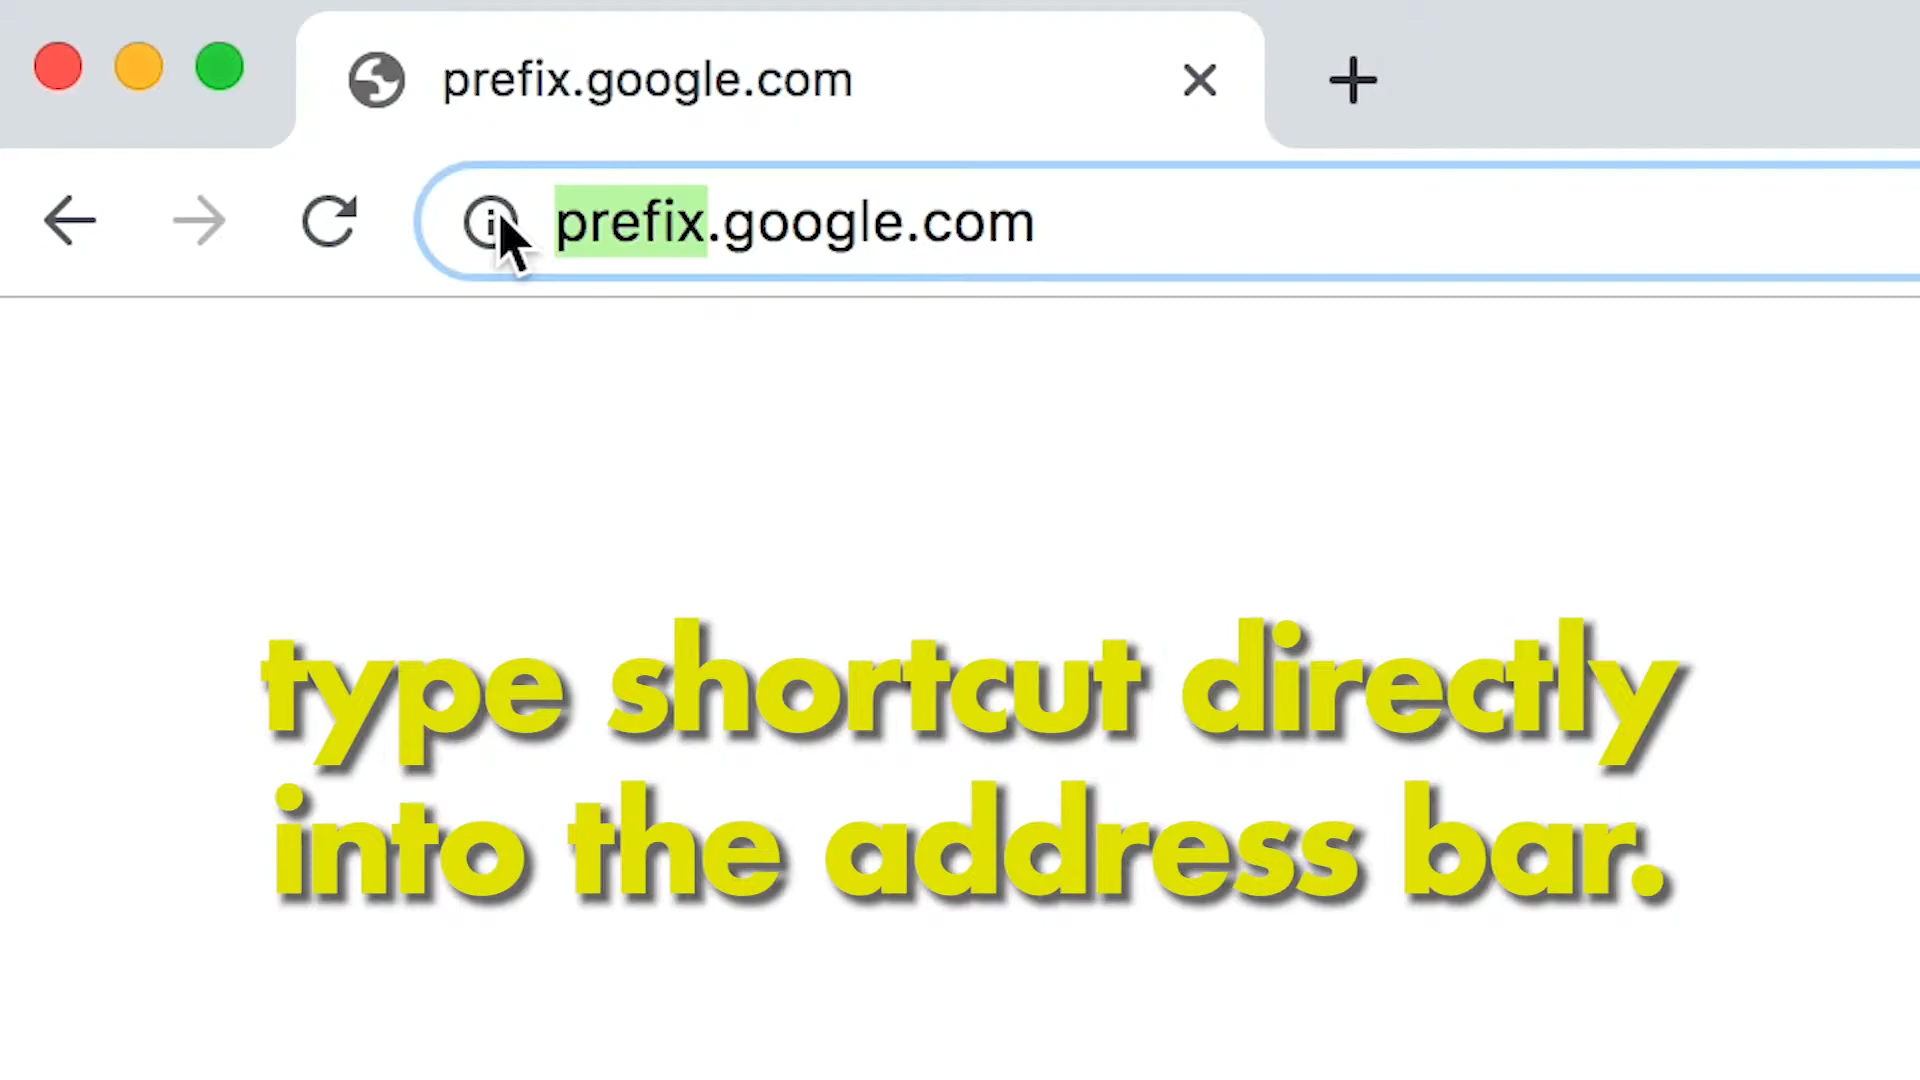 prefix.google.com
prefix.google.com
type shortcut directly
into the address bar.